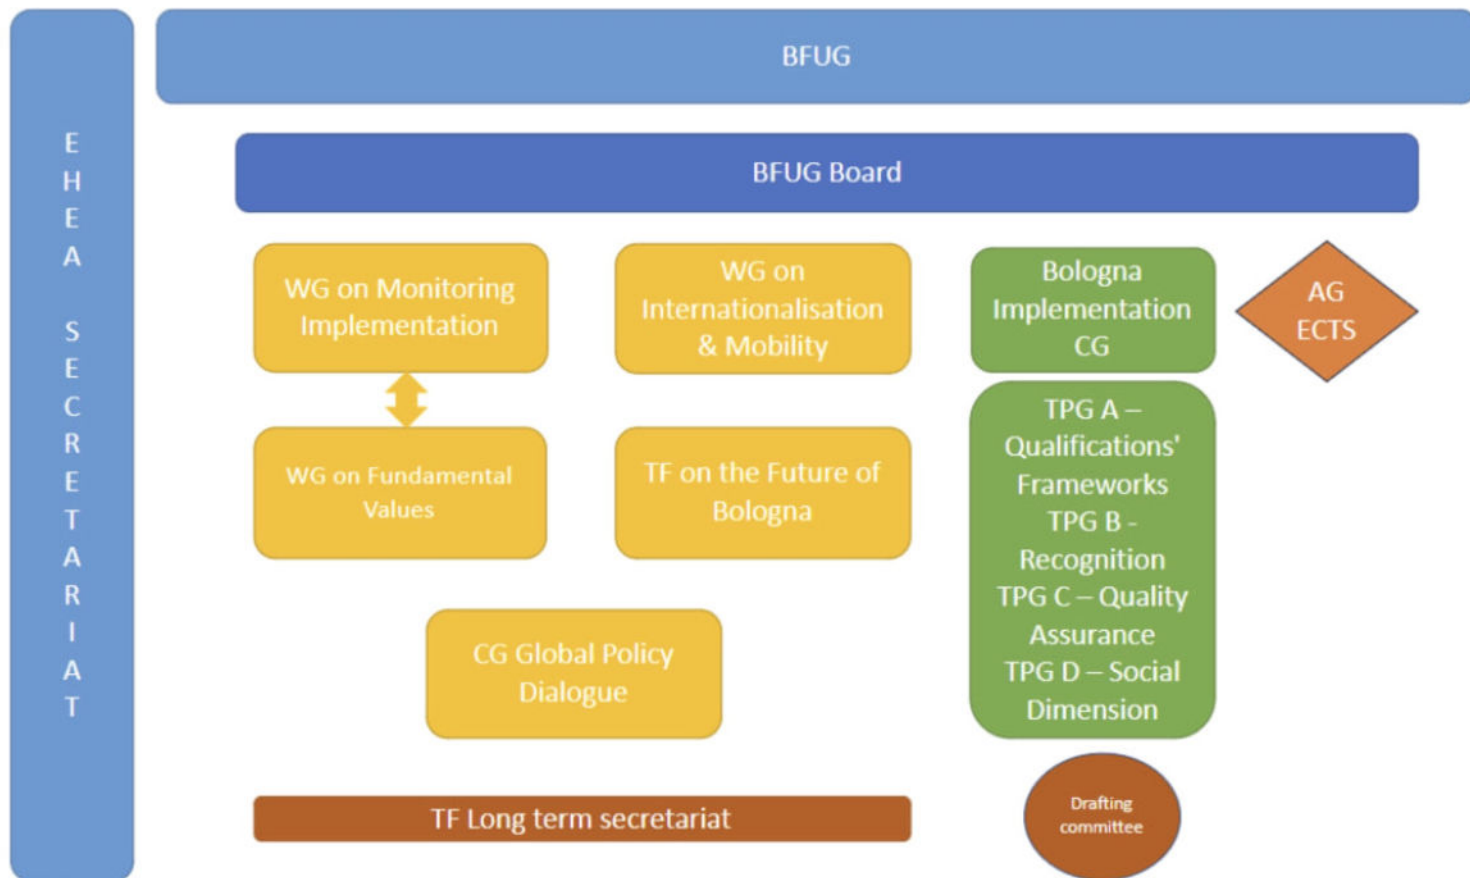 EHEA SECRETARIAT
BFUG
BFUG Board
WG on Monitoring
Implementation
WG on
Internationalisation
& Mobility
Bologna
Implementation
CG
AG
ECTS
WG on Fundamental
Values
TF on the Future of
Bologna
TPG A –
Qualifications'
Frameworks
TPG B -
Recognition
TPG C – Quality
Assurance
TPG D – Social
Dimension
CG Global Policy
Dialogue
TF Long term secretariat
Drafting
committee